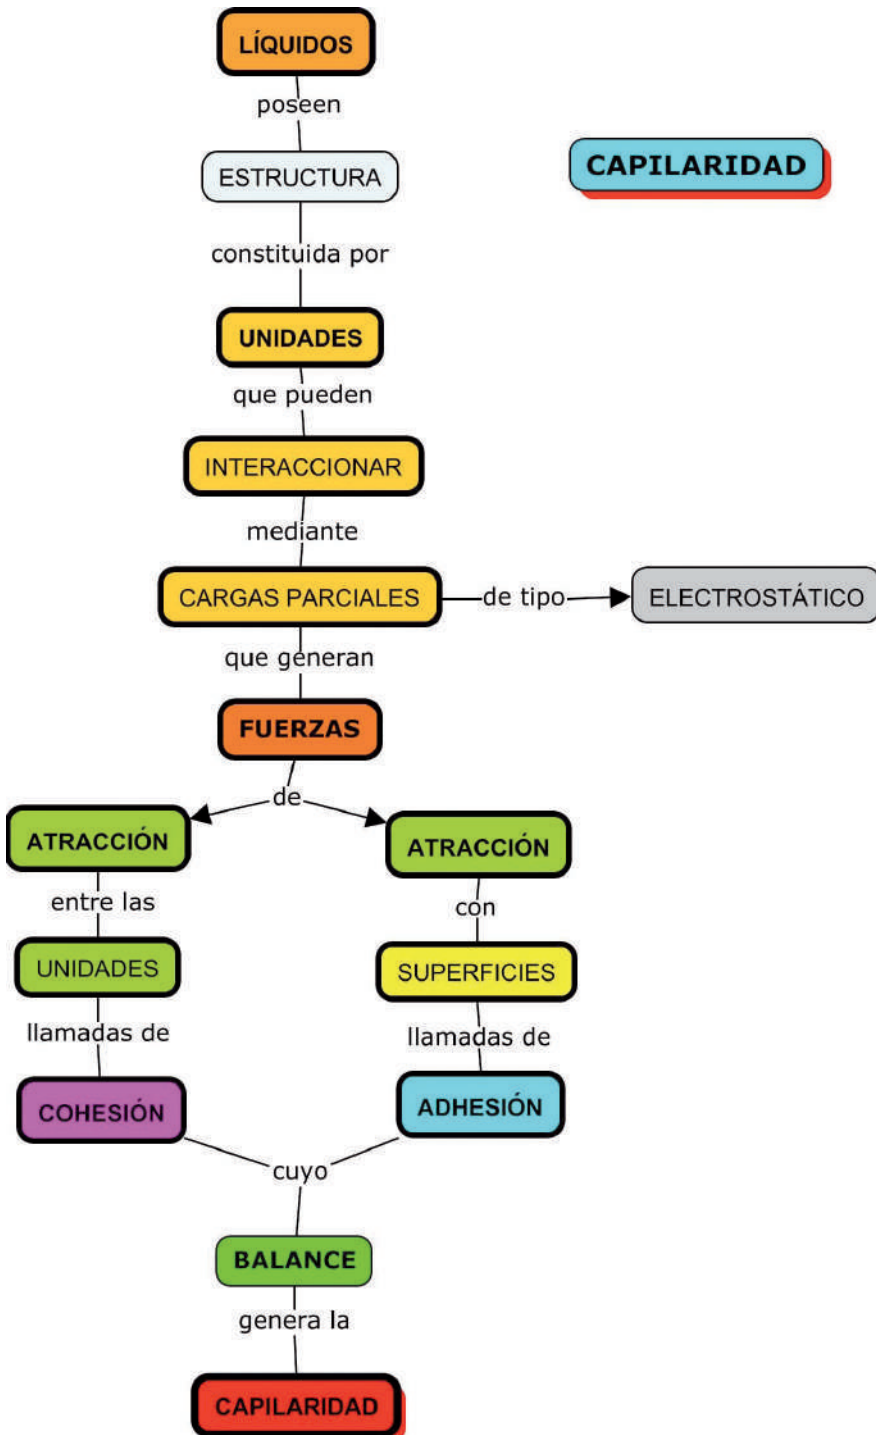 LÍQUIDOS
poseen
ESTRUCTURA
CAPILARIDAD
constituida por
UNIDADES
que pueden
INTERACCIONAR
mediante
CARGAS PARCIALES
de tipo
ELECTROSTÁTICO
que generan
FUERZAS
de
ATRACCIÓN
ATRACCIÓN
entre las
con
UNIDADES
SUPERFICIES
llamadas de
llamadas de
COHESIÓN
ADHESIÓN
cuyo
BALANCE
genera la
CAPILARIDAD